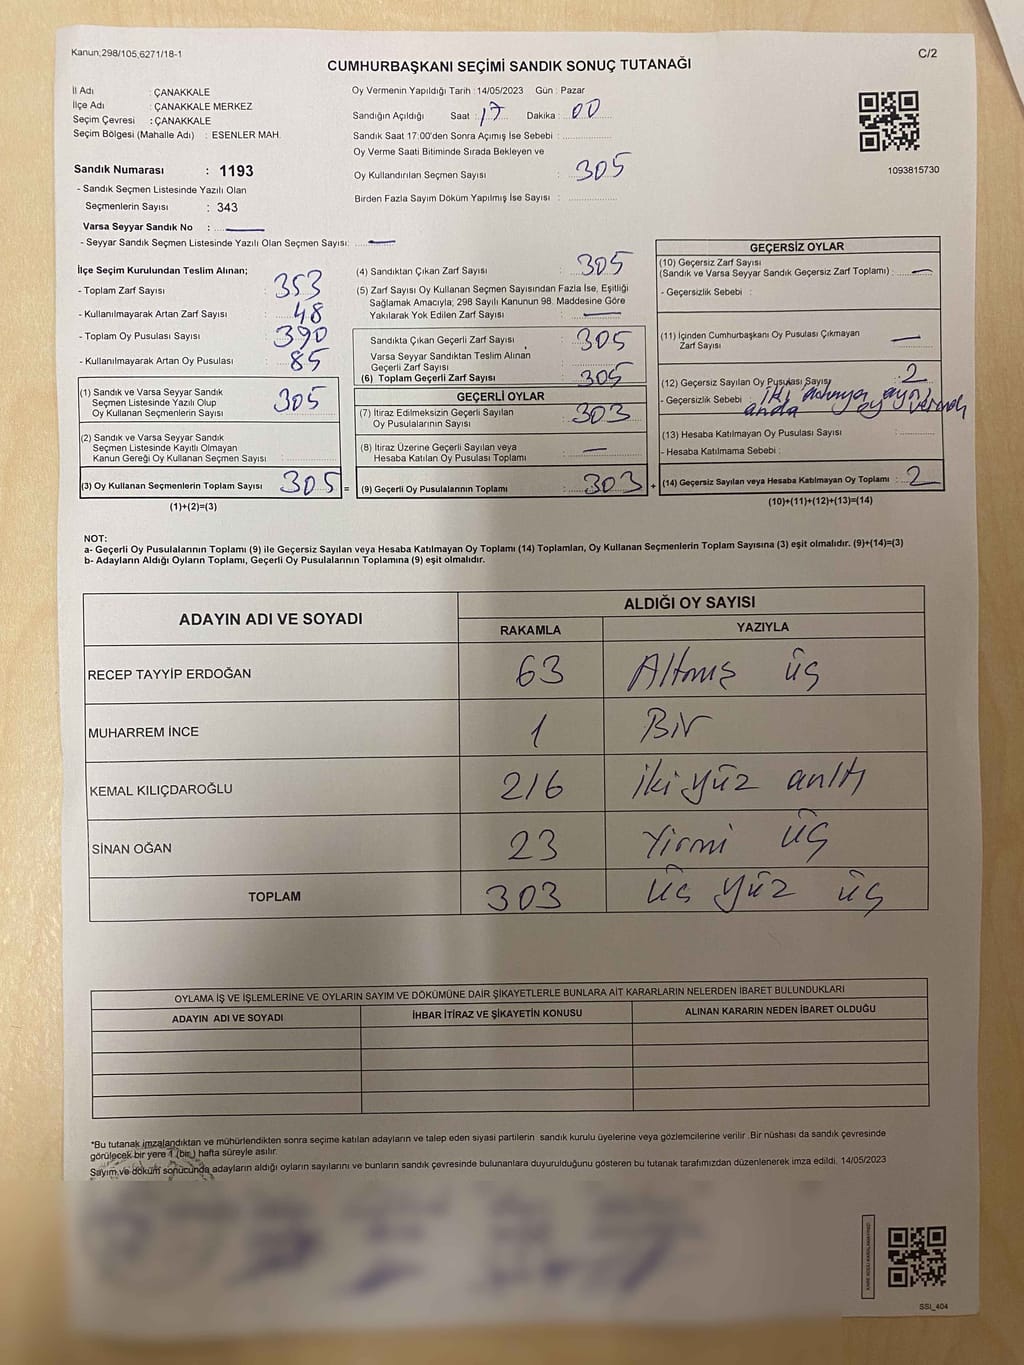 Kanun,298/105,6271/18-1
C/2
CUMHURBAŞKANI SEÇİMİ SANDIK SONUÇ TUTANAĞI
İl Adı : ÇANAKKALE
İlçe Adı : ÇANAKKALE MERKEZ
Seçim Çevresi : ÇANAKKALE
Seçim Bölgesi (Mahalle Adı) : ESENLER MAH.
Sandık Numarası : 1193
- Sandık Seçmen Listesinde Yazılı Olan
Seçmenlerin Sayısı : 343
Varsa Seyyar Sandık No :
- Seyyar Sandık Seçmen Listesinde Yazılı Olan Seçmen Sayısı:
Oy Vermenin Yapıldığı Tarih : 14/05/2023 Gün : Pazar
Sandığın Açıldığı Saat : 17 Dakika : 00
Sandık Saat 17:00'den Sonra Açılmış İse Sebebi :
Oy Verme Saati Bitiminde Sırada Bekleyen ve
Oy Kullandırılan Seçmen Sayısı : 305
Birden Fazla Sayım Döküm Yapılmış İse Sayısı :
1093815730
İlçe Seçim Kurulundan Teslim Alınan;
- Toplam Zarf Sayısı : 353
- Kullanılmayarak Artan Zarf Sayısı : 48
- Toplam Oy Pusulası Sayısı : 390
- Kullanılmayarak Artan Oy Pusulası : 85
(1) Sandık ve Varsa Seyyar Sandık
Seçmen Listesinde Yazılı Olup
Oy Kullanan Seçmenlerin Sayısı : 305
(2) Sandık ve Varsa Seyyar Sandık
Seçmen Listesinde Kayıtlı Olmayan
Kanun Gereği Oy Kullanan Seçmen Sayısı :
(3) Oy Kullanan Seçmenlerin Toplam Sayısı : 305 =
(1)+(2)=(3)
(4) Sandıktan Çıkan Zarf Sayısı : 305
(5) Zarf Sayısı Oy Kullanan Seçmen Sayısından Fazla İse, Eşitliği
Sağlamak Amacıyla; 298 Sayılı Kanunun 98. Maddesine Göre
Yakılarak Yok Edilen Zarf Sayısı : —
Sandıkta Çıkan Geçerli Zarf Sayısı : 305
Varsa Seyyar Sandıktan Teslim Alınan
Geçerli Zarf Sayısı
(6) Toplam Geçerli Zarf Sayısı : 305
GEÇERLİ OYLAR
(7) İtiraz Edilmeksizin Geçerli Sayılan
Oy Pusulalarının Sayısı : 303
(8) İtiraz Üzerine Geçerli Sayılan veya
Hesaba Katılan Oy Pusulası Toplamı : —
(9) Geçerli Oy Pusulalarının Toplamı : 303 +
GEÇERSİZ OYLAR
(10) Geçersiz Zarf Sayısı
(Sandık ve Varsa Seyyar Sandık Geçersiz Zarf Toplamı) : —
- Geçersizlik Sebebi :
(11) İçinden Cumhurbaşkanı Oy Pusulası Çıkmayan
Zarf Sayısı —
(12) Geçersiz Sayılan Oy Pusulası Sayısı : 2
- Geçersizlik Sebebi : iki adaya aynı
anda oy vermek
(13) Hesaba Katılmayan Oy Pusulası Sayısı :
- Hesaba Katılmama Sebebi :
(14) Geçersiz Sayılan veya Hesaba Katılmayan Oy Toplamı : 2
(10)+(11)+(12)+(13)=(14)
NOT:
a- Geçerli Oy Pusulalarının Toplamı (9) ile Geçersiz Sayılan veya Hesaba Katılmayan Oy Toplamı (14) Toplamları, Oy Kullanan Seçmenlerin Toplam Sayısına (3) eşit olmalıdır. (9)+(14)=(3)
b- Adayların Aldığı Oyların Toplamı, Geçerli Oy Pusulalarının Toplamına (9) eşit olmalıdır.
ADAYIN ADI VE SOYADI
ALDIĞI OY SAYISI
RAKAMLA YAZIYLA
RECEP TAYYİP ERDOĞAN 63 Altmış üç
MUHARREM İNCE 1 Bir
KEMAL KILIÇDAROĞLU 216 iki yüz onaltı
SİNAN OĞAN 23 Yirmi üç
TOPLAM 303 üç yüz üç
OYLAMA İŞ VE İŞLEMLERİNE VE OYLARIN SAYIM VE DÖKÜMÜNE DAİR ŞİKAYETLERLE BUNLARA AİT KARARLARIN NELERDEN İBARET BULUNDUKLARI
ADAYIN ADI VE SOYADI İHBAR İTİRAZ VE ŞİKAYETİN KONUSU ALINAN KARARIN NEDEN İBARET OLDUĞU
*Bu tutanak imzalandıktan ve mühürlendikten sonra seçime katılan adayların ve talep eden siyasi partilerin sandık kurulu üyelerine veya gözlemcilerine verilir .Bir nüshası da sandık çevresinde
görülecek bir yere 1 (bir ) hafta süreyle asılır.
Sayım ve döküm sonucunda adayların aldığı oyların sayılarını ve bunların sandık çevresinde bulunanlara duyurulduğunu gösteren bu tutanak tarafımızdan düzenlenerek imza edildi. 14/05/2023
SSI_404